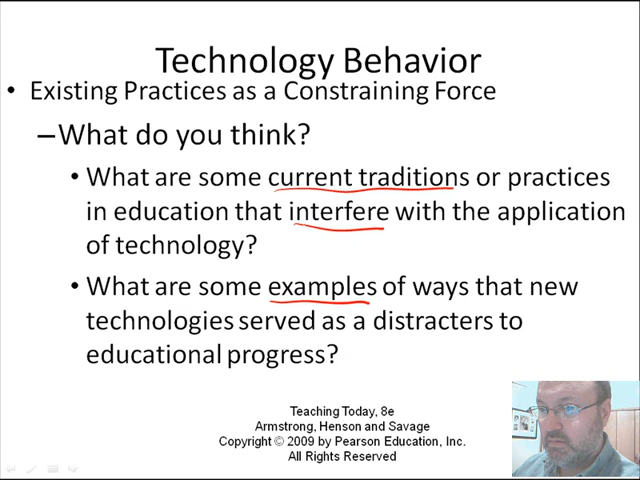 Technology Behavior
• Existing Practices as a Constraining Force
–What do you think?
• What are some current traditions or practices
in education that interfere with the application
of technology?
• What are some examples of ways that new
technologies served as a distracters to
educational progress?
Teaching Today, 8e
Armstrong, Henson and Savage
Copyright © 2009 by Pearson Education, Inc.
All Rights Reserved